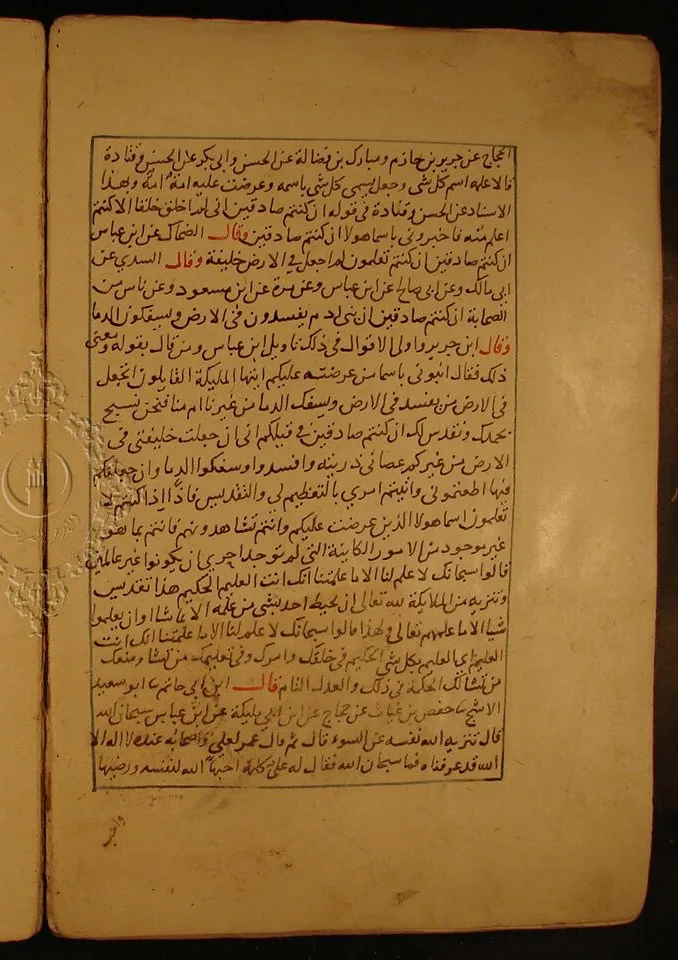 الحجاج عن جرير بن حازم ومبارك بن فضالة عن الحسن وابي بكر عن الحسن وقتادة
قالا علمه اسم كل شي وجعل يسمي كل شي باسمه وعرضت عليه امة امة وبهذا
الاسناد عن الحسن وقتادة في قوله ان كنتم صادقين اني لم اخلق خلقا الا كنتم
اعلم منه فاخبروني باسما هولا ان كنتم صادقين وقال الضحاك عن ابن عباس
ان كنتم صادقين ان كنتم تعلمون لم اجعل في الارض خليفة وقال السدي عن
ابي مالك وعن ابي صالح عن ابن عباس وعن مرة عن ابن مسعود وعن ناس من
الصحابة ان كنتم صادقين ان بني ادم يفسدون في الارض ويسفكون الدما
وقال ابن جرير واولى الاقوال في ذلك تاويل ابن عباس ومن قال بقوله ومعنى
ذلك فقال انبوني باسما من عرضته عليكم ايتها المليكة القايلون اتجعل
في الارض من يفسد فيها ويسفك الدما من غيرنا ام منا فنحن نسبح
بحمدك ونقدس لك ان كنتم صادقين في قيلكم اني ان جعلت خليفتي في
الارض من غيركم عصاني ذريته وافسدوا وسفكوا الدما وان جعلتكم
فيها اطعتموني واتبعتم امري بالتعظيم لي والتقديس فاذا كنتم لا
تعلمون اسما هولا الذين عرضت عليكم وانتم تشاهدونهم فانتم بما هو
غير موجود من الامور الكاينة التي لم توجد احرى ان يكونوا غير عالمين
قالوا سبحانك لا علم لنا الا ما علمتنا انك انت العليم الحكيم هذا تقديس
وتنزيه من الملايكة لله تعالى ان يحيط احد بشي من علمه الا بما شا وان يعلموا
شيا الا ما علمهم تعالى ولهذا قالوا سبحانك لا علم لنا الا ما علمتنا انك انت
العليم اي العليم بكل شي الحكيم في خلقك وامرك وفي تعليمك من تشا ومنعك
من تشا لك الحكمة في ذلك والعدل التام قال ابن ابي حاتم ثنا ابو سعيد
الاشج ثنا حفص بن غياث عن حجاج عن ابن ابي مليكة عن ابن عباس سبحان الله
قال تنزيه الله نفسه عن السوء قال ثم قال عمر لعلي واصحابه عنده لا اله الا
الله قد عرفناه فما سبحان الله فقال له علي كلمة احبها الله لنفسه ورضيها